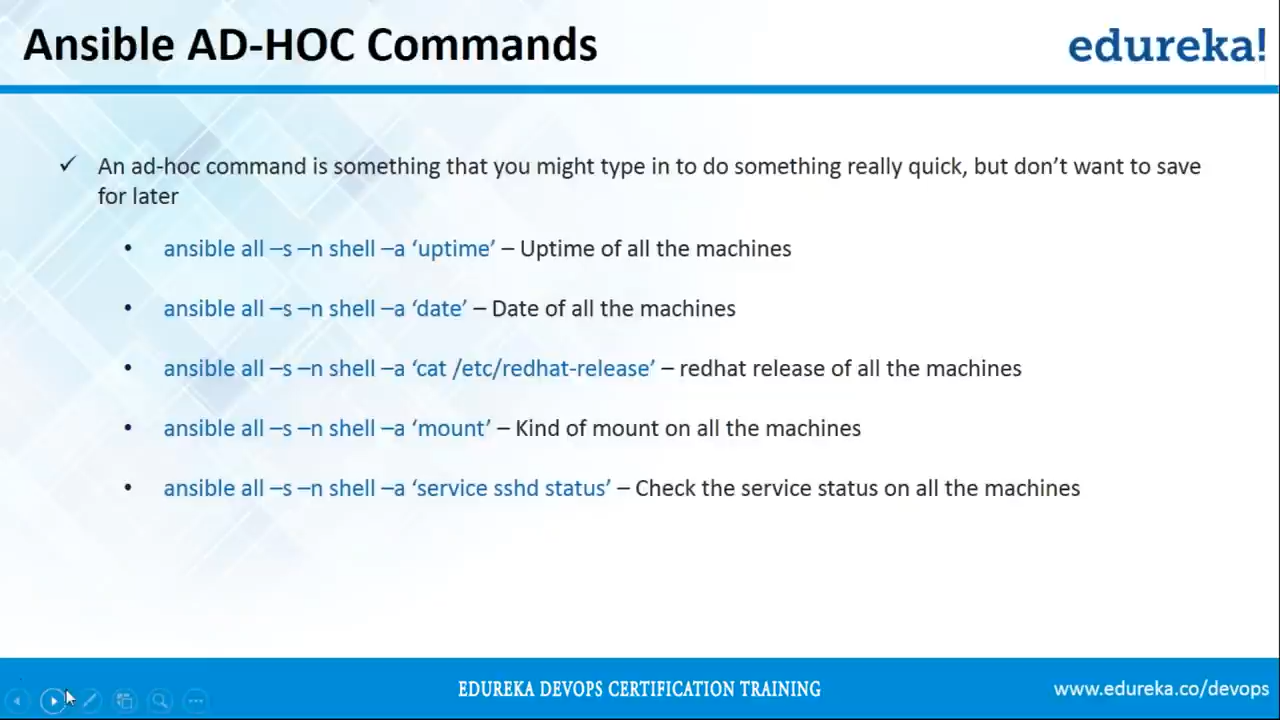 Ansible AD-HOC Commands
edureka!
✓ An ad-hoc command is something that you might type in to do something really quick, but don’t want to save
for later
• ansible all –s –n shell –a ‘uptime’ – Uptime of all the machines
• ansible all –s –n shell –a ‘date’ – Date of all the machines
• ansible all –s –n shell –a ‘cat /etc/redhat-release’ – redhat release of all the machines
• ansible all –s –n shell –a ‘mount’ – Kind of mount on all the machines
• ansible all –s –n shell –a ‘service sshd status’ – Check the service status on all the machines
EDUREKA DEVOPS CERTIFICATION TRAINING
www.edureka.co/devops